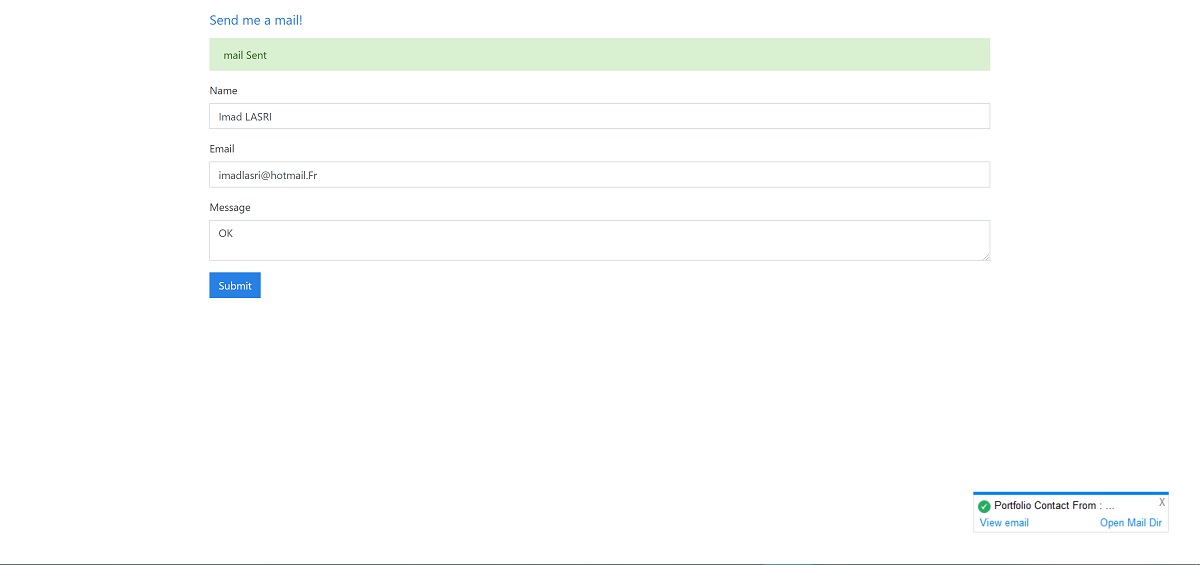 Send me a mail!
mail Sent
Name
Imad LASRI
Email
imadlasri@hotmail.Fr
Message
OK
Submit
Portfolio Contact From : ...
X
View email
Open Mail Dir